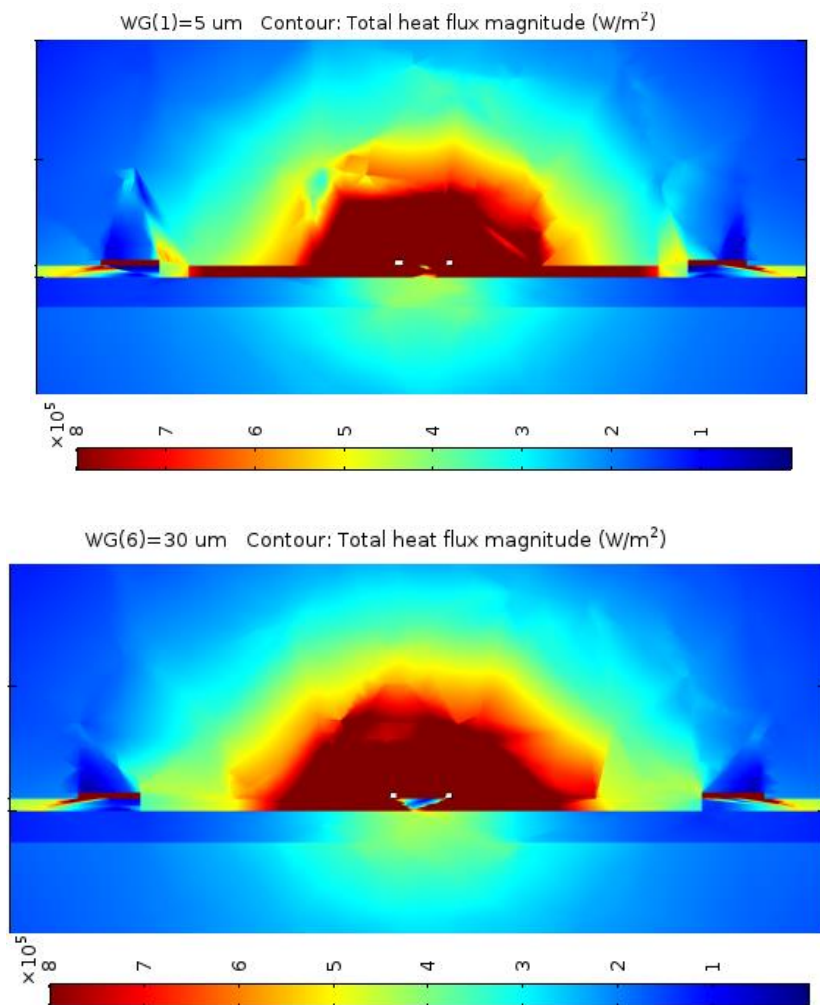 WG(1)=5 um Contour: Total heat flux magnitude (W/m²)
×10⁵
8 7 6 5 4 3 2 1
WG(6)=30 um Contour: Total heat flux magnitude (W/m²)
×10⁵
8 7 6 5 4 3 2 1